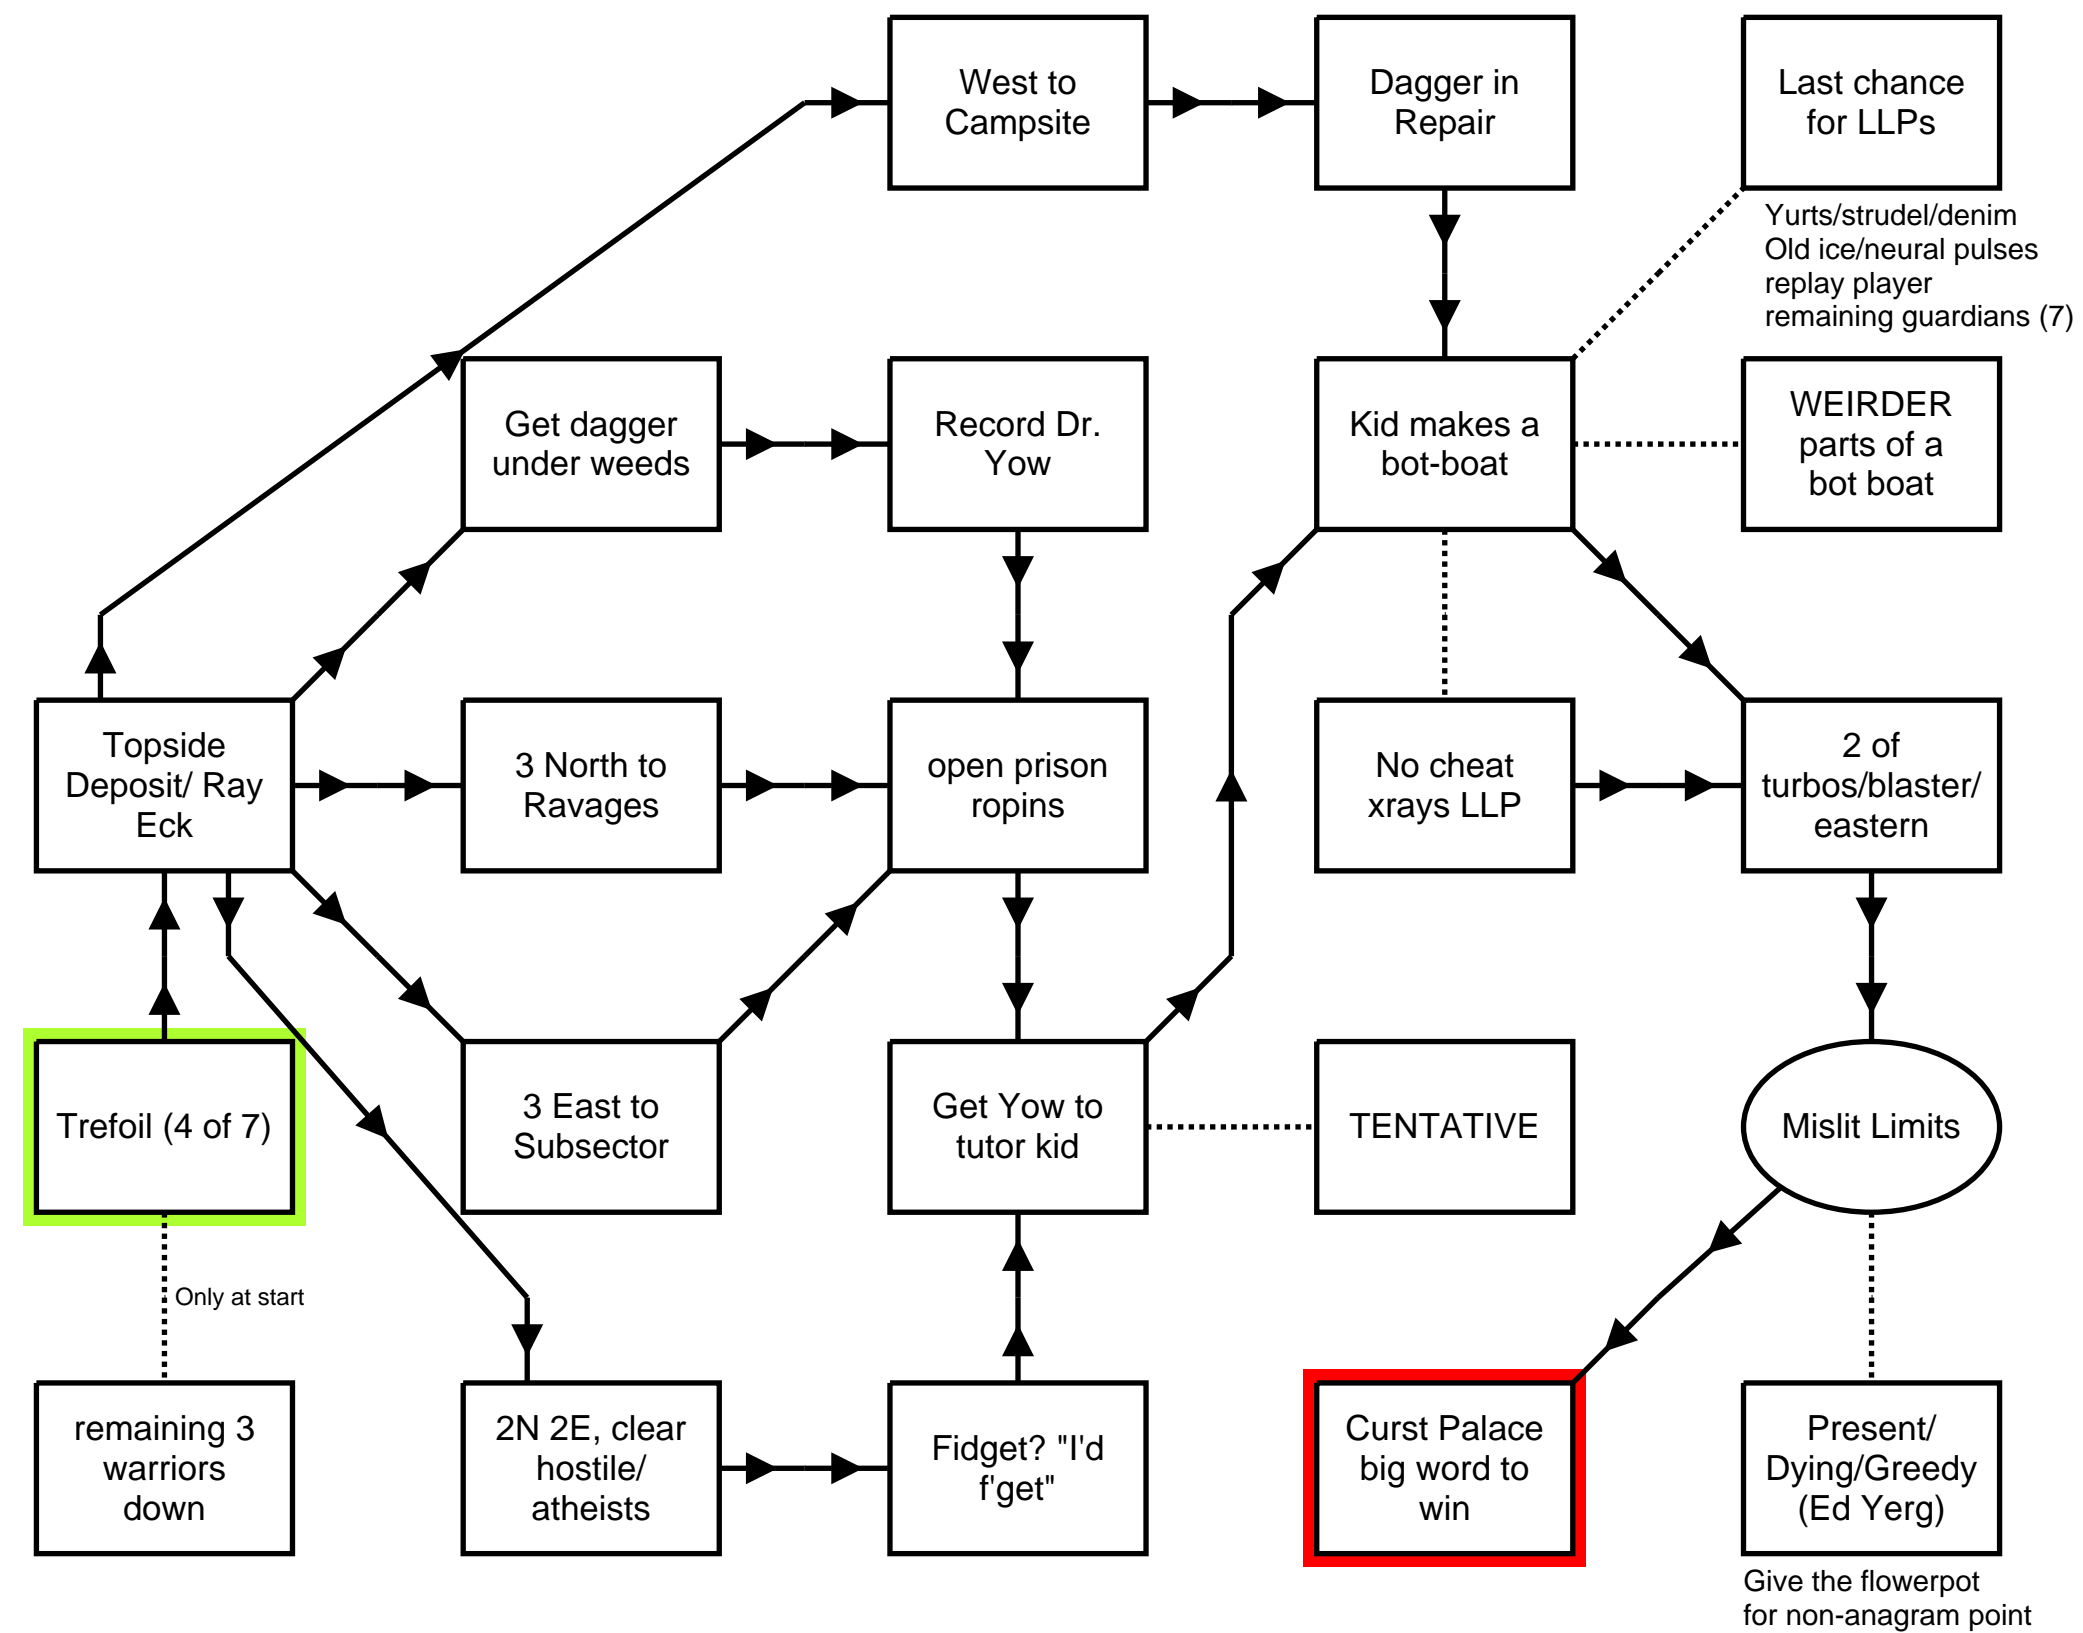 West to
Campsite
Dagger in
Repair
Last chance
for LLPs
Yurts/strudel/denim
Old ice/neural pulses
replay player
remaining guardians (7)
Get dagger
under weeds
Record Dr.
Yow
Kid makes a
bot-boat
WEIRDER
parts of a
bot boat
Topside
Deposit/ Ray
Eck
3 North to
Ravages
open prison
ropins
No cheat
xrays LLP
2 of
turbos/blaster/
eastern
Trefoil (4 of 7)
3 East to
Subsector
Get Yow to
tutor kid
TENTATIVE
Mislit Limits
Only at start
remaining 3
warriors
down
2N 2E, clear
hostile/
atheists
Fidget? "I'd
f'get"
Curst Palace
big word to
win
Present/
Dying/Greedy
(Ed Yerg)
Give the flowerpot
for non-anagram point